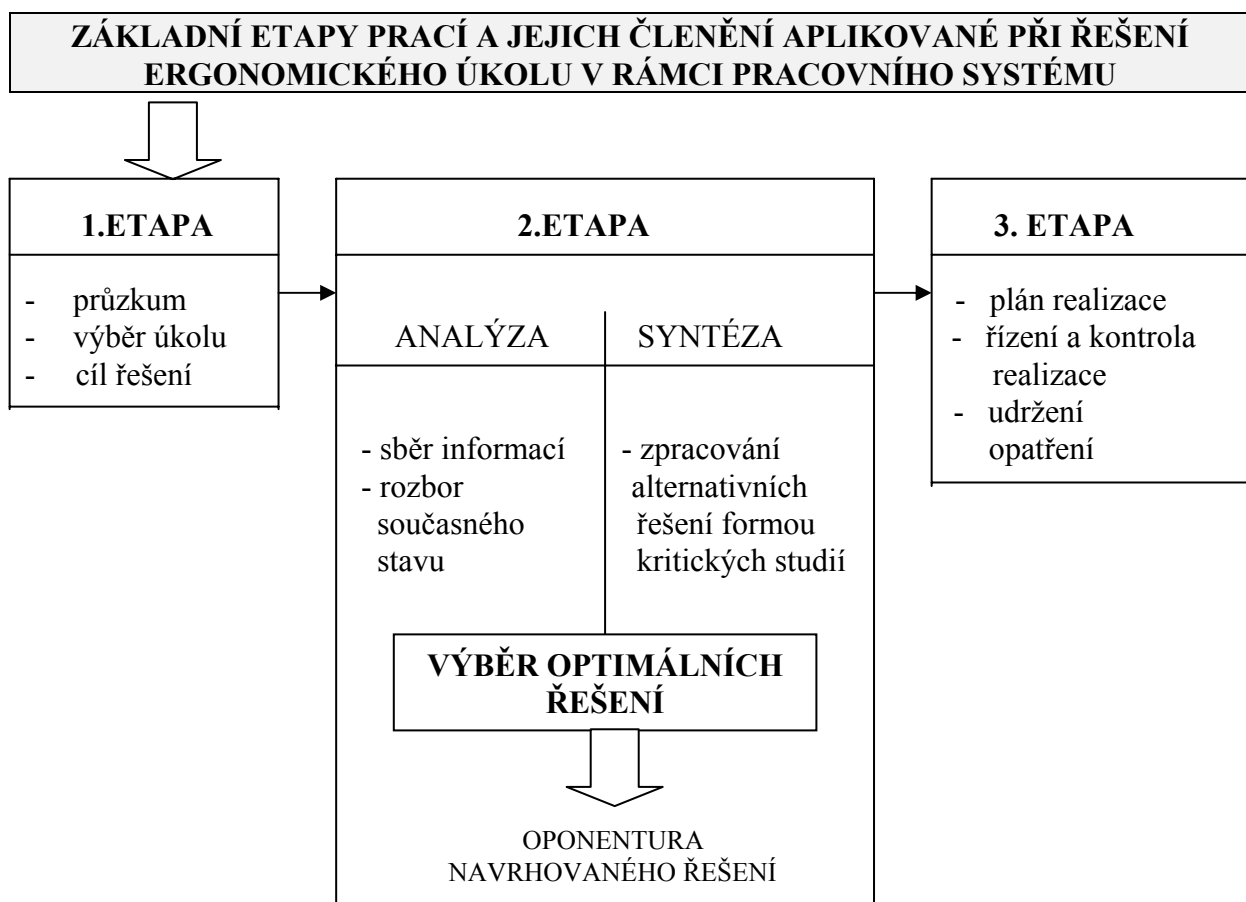 ZÁKLADNÍ ETAPY PRACÍ A JEJICH ČLENĚNÍ APLIKOVANÉ PŘI ŘEŠENÍ
ERGONOMICKÉHO ÚKOLU V RÁMCI PRACOVNÍHO SYSTÉMU
1.ETAPA
- průzkum
- výběr úkolu
- cíl řešení
2.ETAPA
ANALÝZA
- sběr informací
- rozbor
současného
stavu
SYNTÉZA
- zpracování
alternativních
řešení formou
kritických studií
VÝBĚR OPTIMÁLNÍCH
ŘEŠENÍ
OPONENTURA
NAVRHOVANÉHO ŘEŠENÍ
3. ETAPA
- plán realizace
- řízení a kontrola
realizace
- udržení
opatření